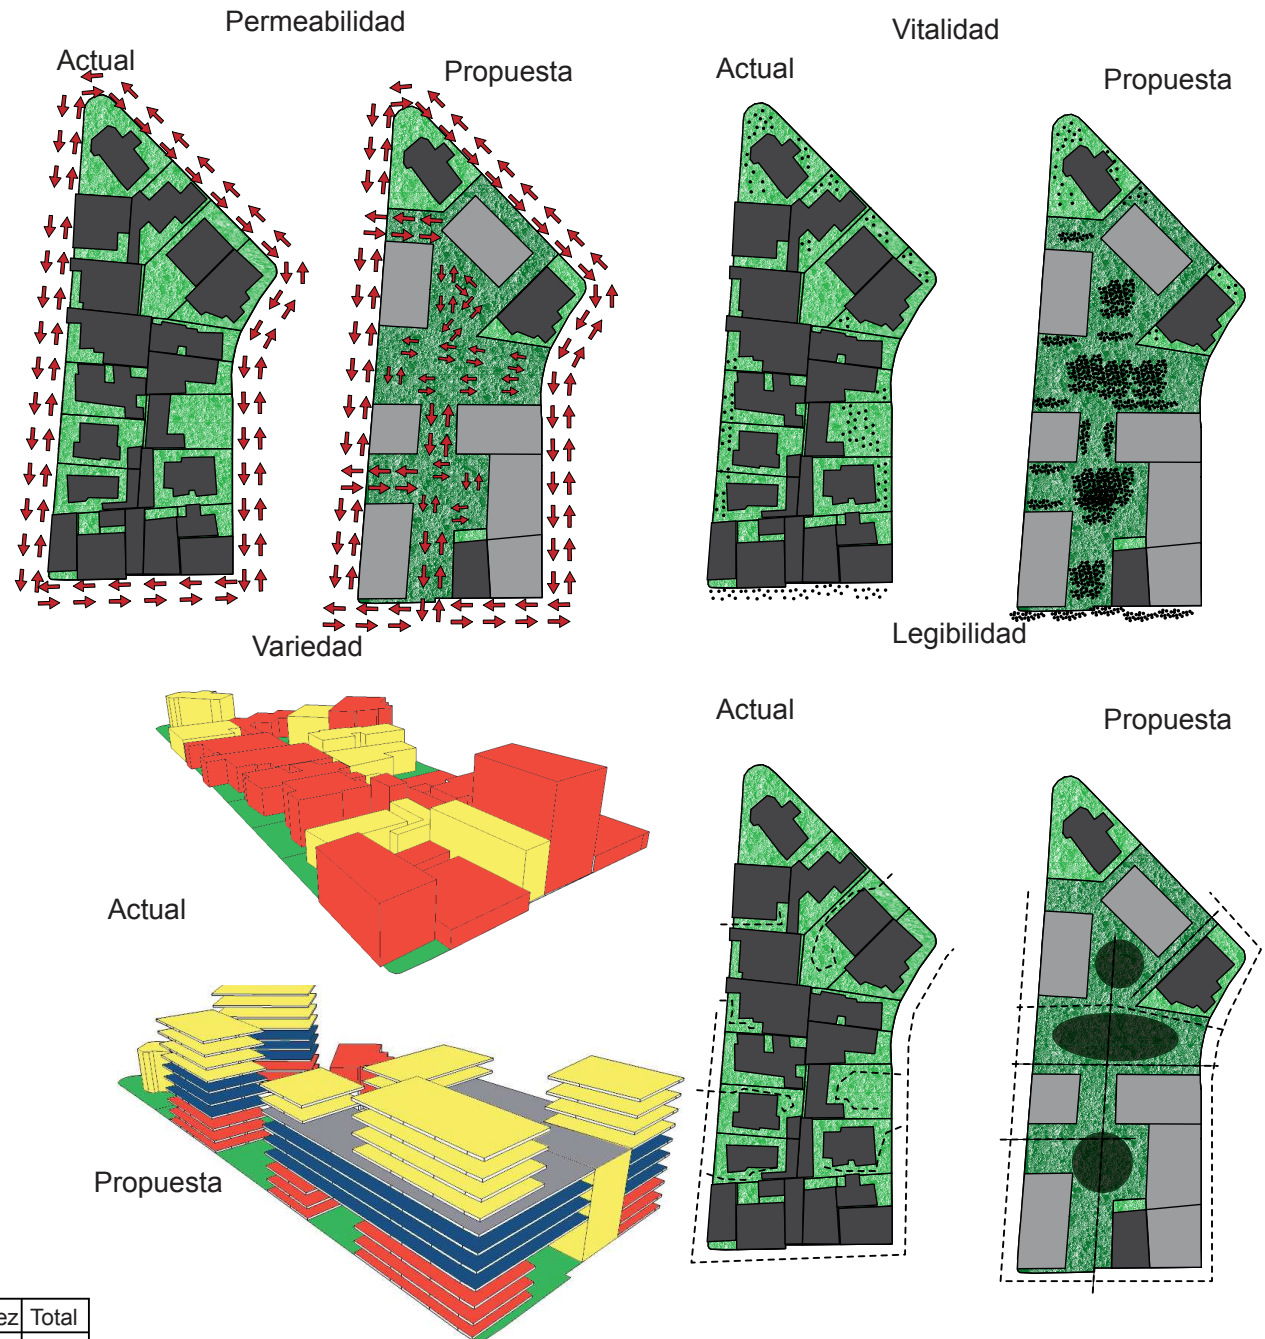 Permeabilidad
Actual
Propuesta
Vitalidad
Actual
Propuesta
Variedad
Actual
Propuesta
Legibilidad
Actual
Propuesta
Total